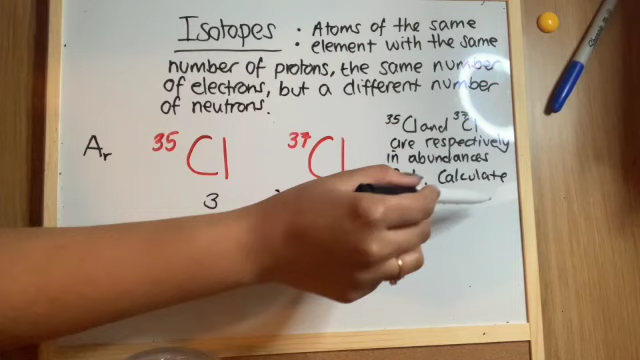 Isotopes • Atoms of the same
• element with the same
number of protons, the same number
of electrons, but a different number
of neutrons.
Ar
35Cl
37Cl
3
35Cl and 37Cl
are respectively
in abundances
Calculate